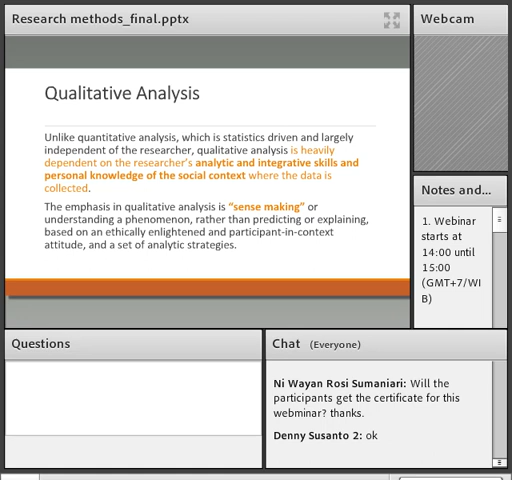 Research methods_final.pptx
Webcam
Qualitative Analysis
Unlike quantitative analysis, which is statistics driven and largely
independent of the researcher, qualitative analysis is heavily
dependent on the researcher's analytic and integrative skills and
personal knowledge of the social context where the data is
collected.
The emphasis in qualitative analysis is "sense making" or
understanding a phenomenon, rather than predicting or explaining,
based on an ethically enlightened and participant-in-context
attitude, and a set of analytic strategies.
Notes and...
1. Webinar
starts at
14:00 until
15:00
(GMT+7/WI
B)
Questions
Chat (Everyone)
Ni Wayan Rosi Sumaniari: Will the
participants get the certificate for this
webminar? thanks.
Denny Susanto 2: ok